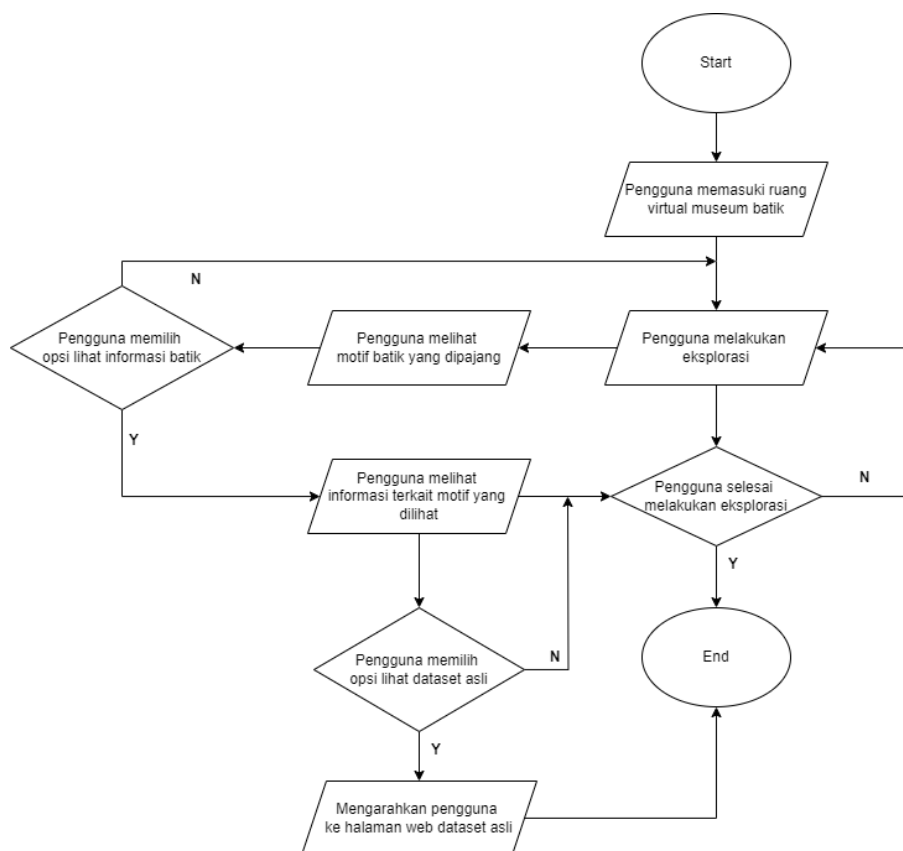 Start
Pengguna memasuki ruang
virtual museum batik
N
Pengguna memilih
opsi lihat informasi batik
Pengguna melihat
motif batik yang dipajang
Pengguna melakukan
eksplorasi
Y
Pengguna melihat
informasi terkait motif yang
dilihat
Pengguna selesai
melakukan eksplorasi
N
Y
Pengguna memilih
opsi lihat dataset asli
N
End
Y
Mengarahkan pengguna
ke halaman web dataset asli